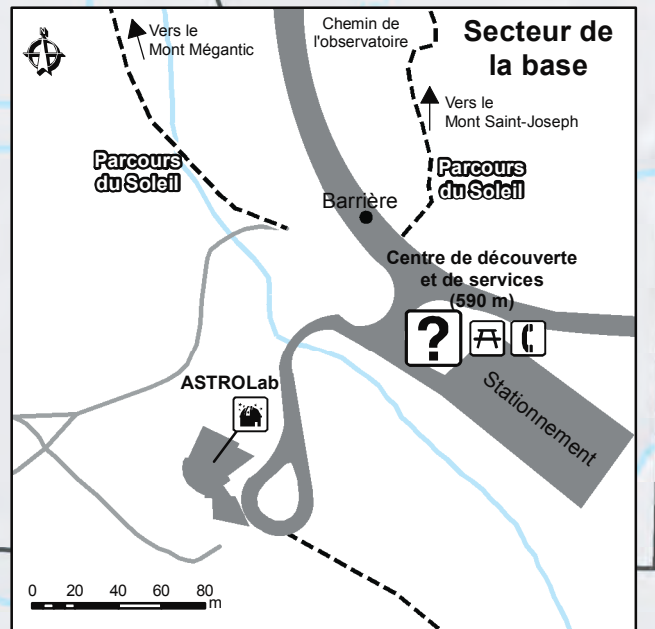 Secteur de
la base
Chemin de
l'observatoire
Vers le
Mont Mégantic
Vers le
Mont Saint-Joseph
Parcours
du Soleil
Parcours
du Soleil
Barrière
Centre de découverte
et de services
(590 m)
?
ASTROLab
Stationnement
0 20 40 60 80
m